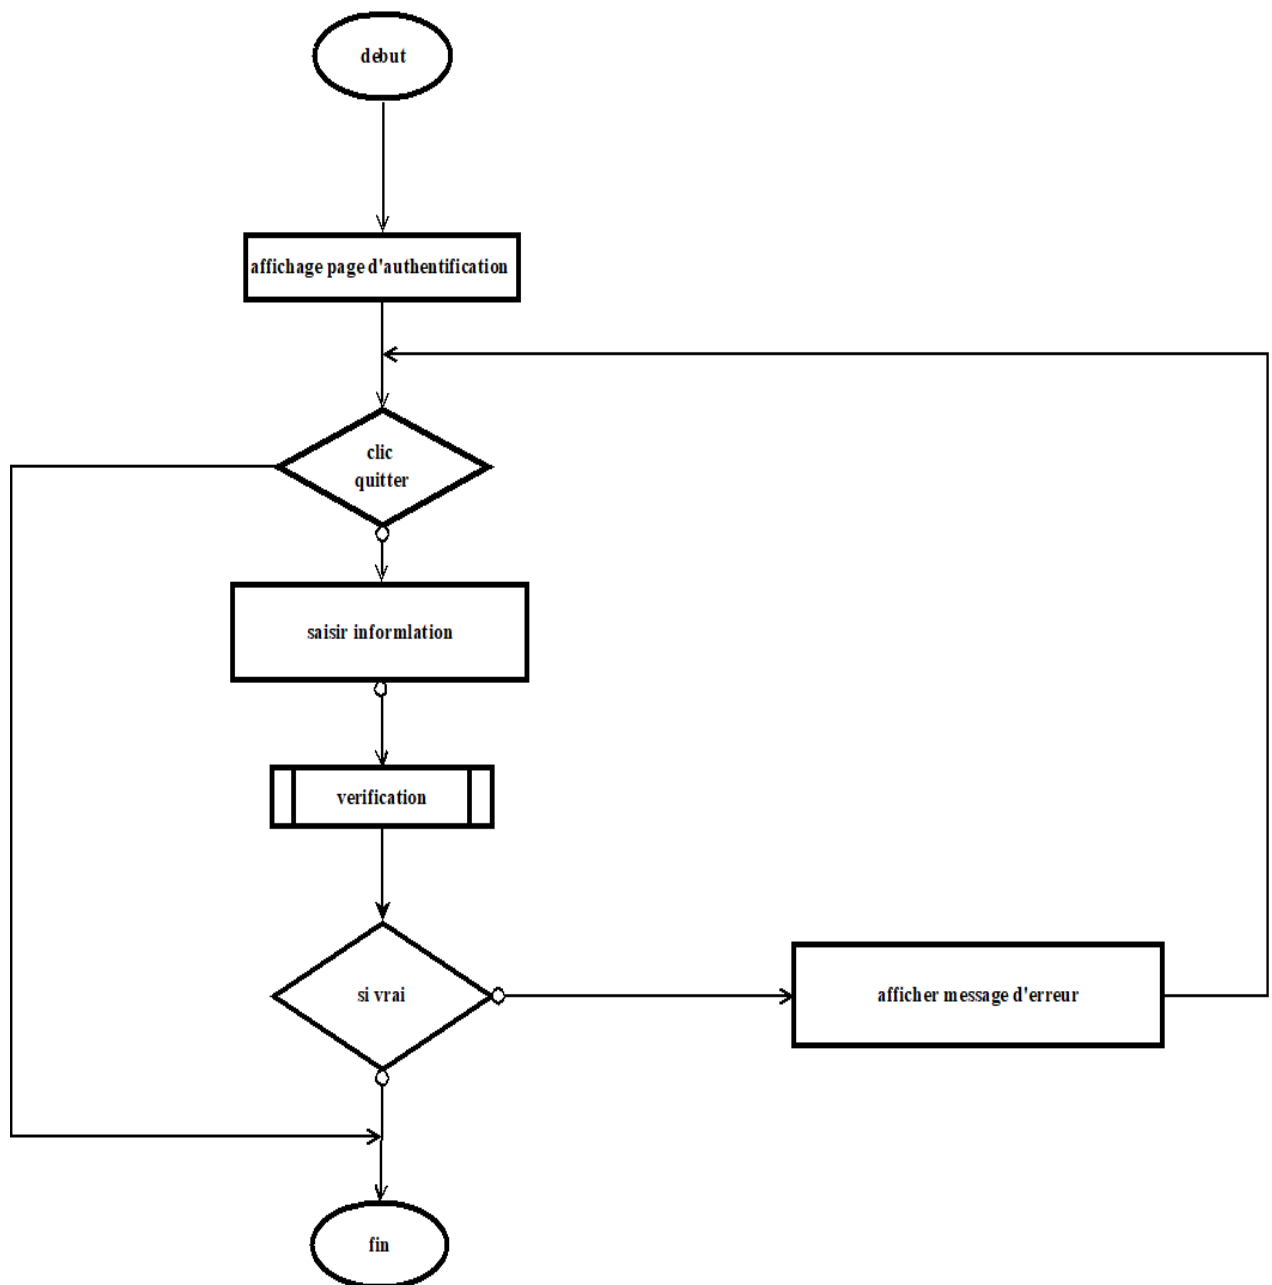 debut
affichage page d'authentification
clic
quitter
saisir informlation
verification
si vrai
afficher message d'erreur
fin